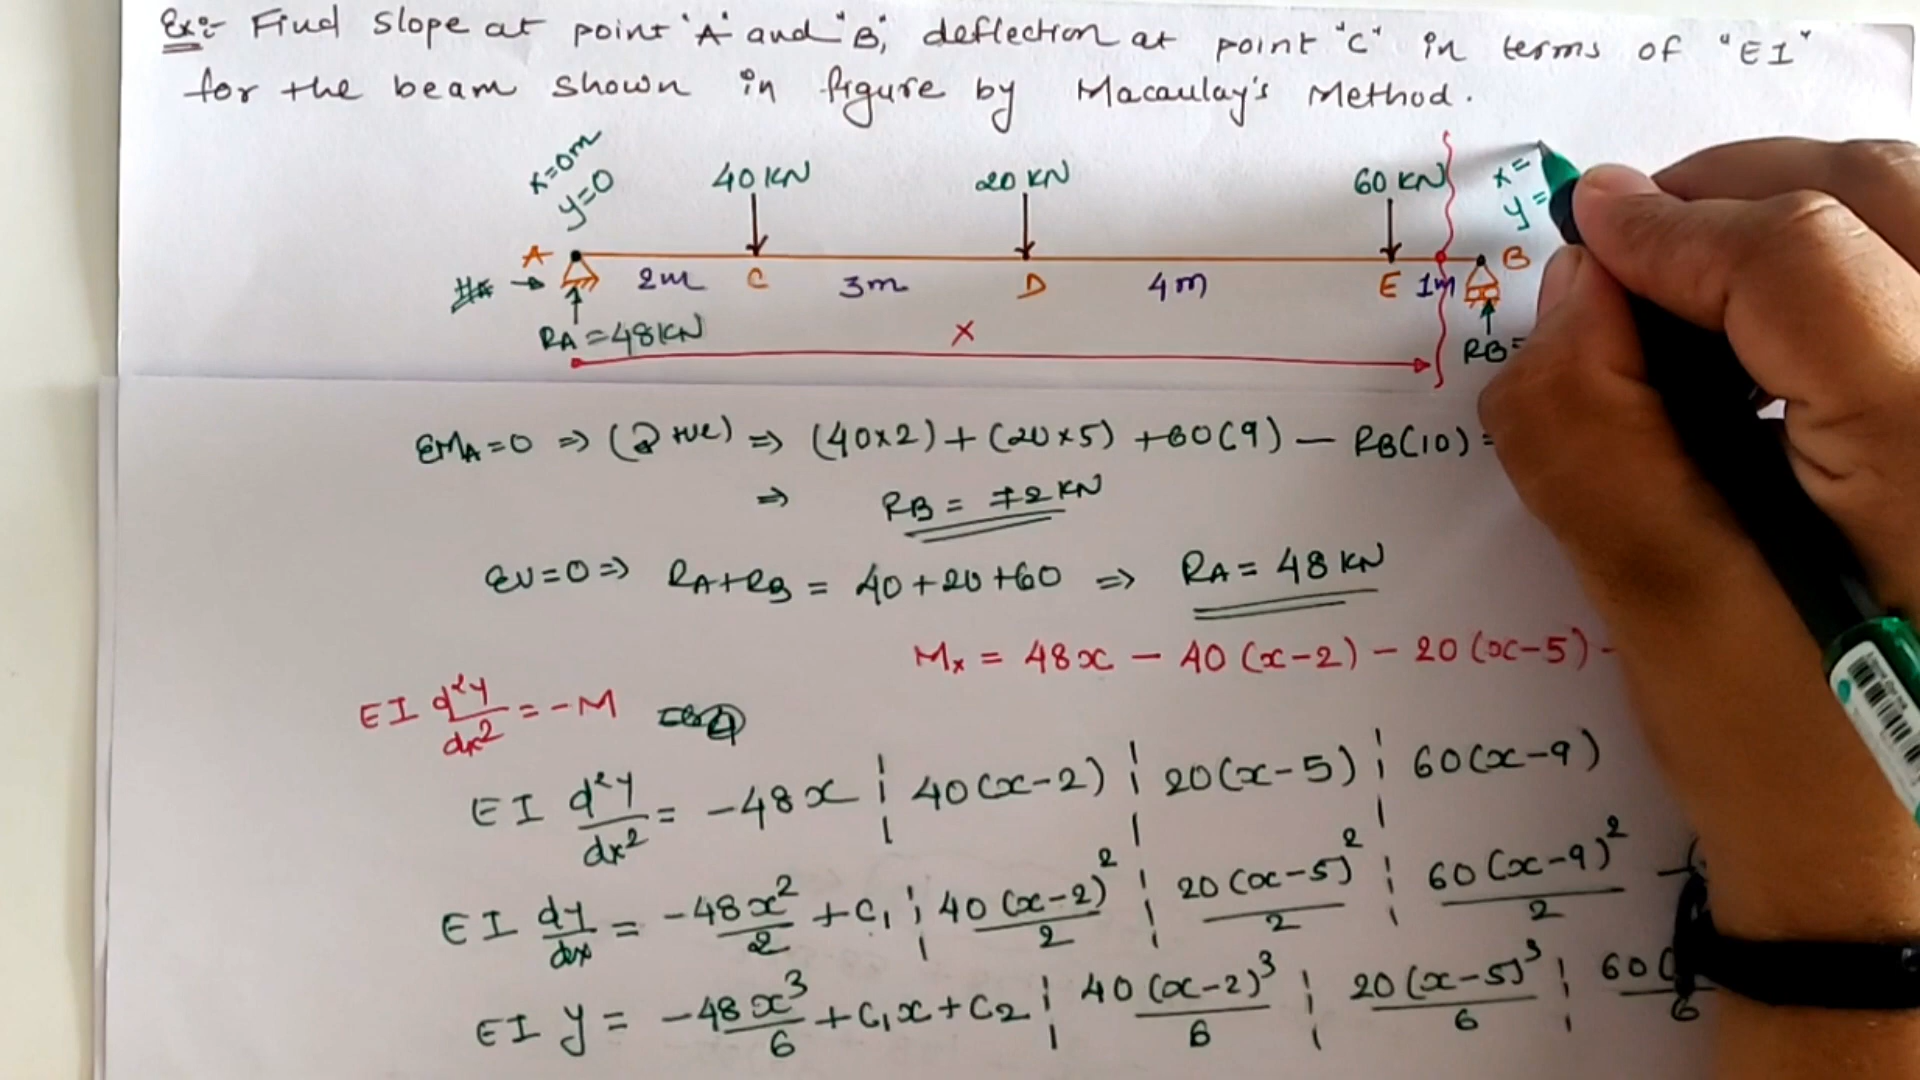 Ex:- Find slope at point "A" and "B", deflection at point "C" in terms of "EI"
for the beam shown in figure by Macaulay's Method.
x=0m
y=0
40 KN
20 KN
60 KN
x=
y=
A
2m
C
3m
D
4m
E
1m
B
RA=48KN
x
RB=
ΣMA=0 ⇒ (↻ +ve) ⇒ (40×2)+(20×5)+60(9) - RB(10) =
⇒ RB = 72 KN
ΣV=0 ⇒ RA+RB = 40+20+60 ⇒ RA = 48 KN
Mx = 48x - 40(x-2) - 20(x-5) -
EI d²y/dx² = -M
EI d²y/dx² = -48x ¦ 40(x-2) ¦ 20(x-5) ¦ 60(x-9)
EI dy/dx = -48x²/2 + C1 ¦ 40(x-2)²/2 ¦ 20(x-5)²/2 ¦ 60(x-9)²/2
EI y = -48x³/6 + C1x + C2 ¦ 40(x-2)³/6 ¦ 20(x-5)³/6 ¦ 60(/6